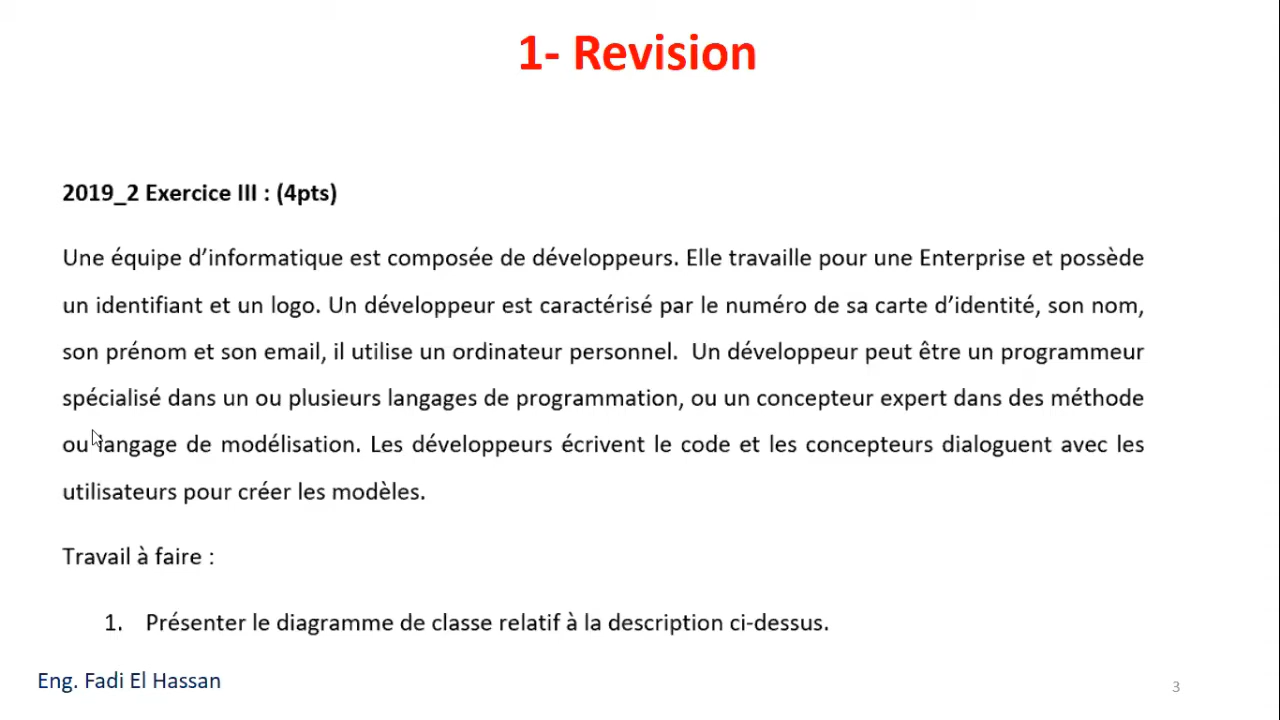 1- Revision
2019_2 Exercice III : (4pts)
Une équipe d’informatique est composée de développeurs. Elle travaille pour une Enterprise et possède
un identifiant et un logo. Un développeur est caractérisé par le numéro de sa carte d’identité, son nom,
son prénom et son email, il utilise un ordinateur personnel. Un développeur peut être un programmeur
spécialisé dans un ou plusieurs langages de programmation, ou un concepteur expert dans des méthode
ou langage de modélisation. Les développeurs écrivent le code et les concepteurs dialoguent avec les
utilisateurs pour créer les modèles.
Travail à faire :
1. Présenter le diagramme de classe relatif à la description ci-dessus.
Eng. Fadi El Hassan
3